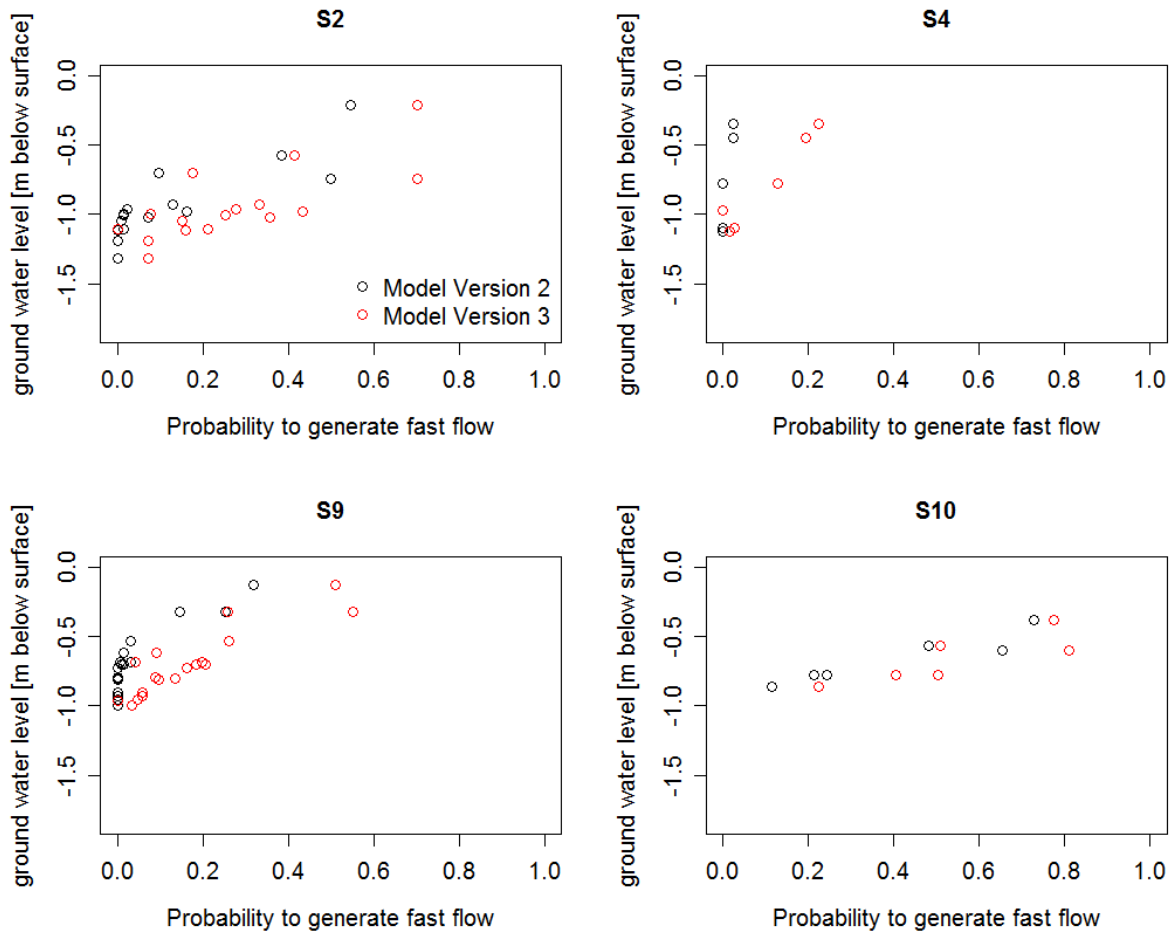 S2
ground water level [m below surface]
0.0
-0.5
-1.0
-1.5
Model Version 2
Model Version 3
0.0 0.2 0.4 0.6 0.8 1.0
Probability to generate fast flow
S4
ground water level [m below surface]
0.0
-0.5
-1.0
-1.5
0.0 0.2 0.4 0.6 0.8 1.0
Probability to generate fast flow
S9
ground water level [m below surface]
0.0
-0.5
-1.0
-1.5
0.0 0.2 0.4 0.6 0.8 1.0
Probability to generate fast flow
S10
ground water level [m below surface]
0.0
-0.5
-1.0
-1.5
0.0 0.2 0.4 0.6 0.8 1.0
Probability to generate fast flow